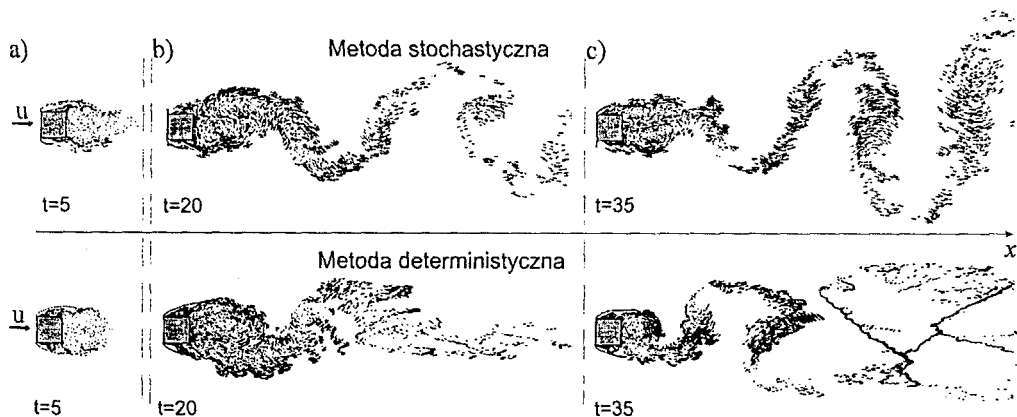 a)
b)
Metoda stochastyczna
c)
u
t=5
t=20
t=35
x
Metoda deterministyczna
u
t=5
t=20
t=35